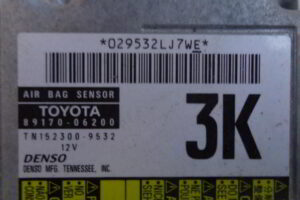 *029532LJ7WE*
AIR BAG SENSOR
TOYOTA
89170-06200
3K
TN152300-9532
12V
DENSO
DENSO MFG. TENNESSEE, INC